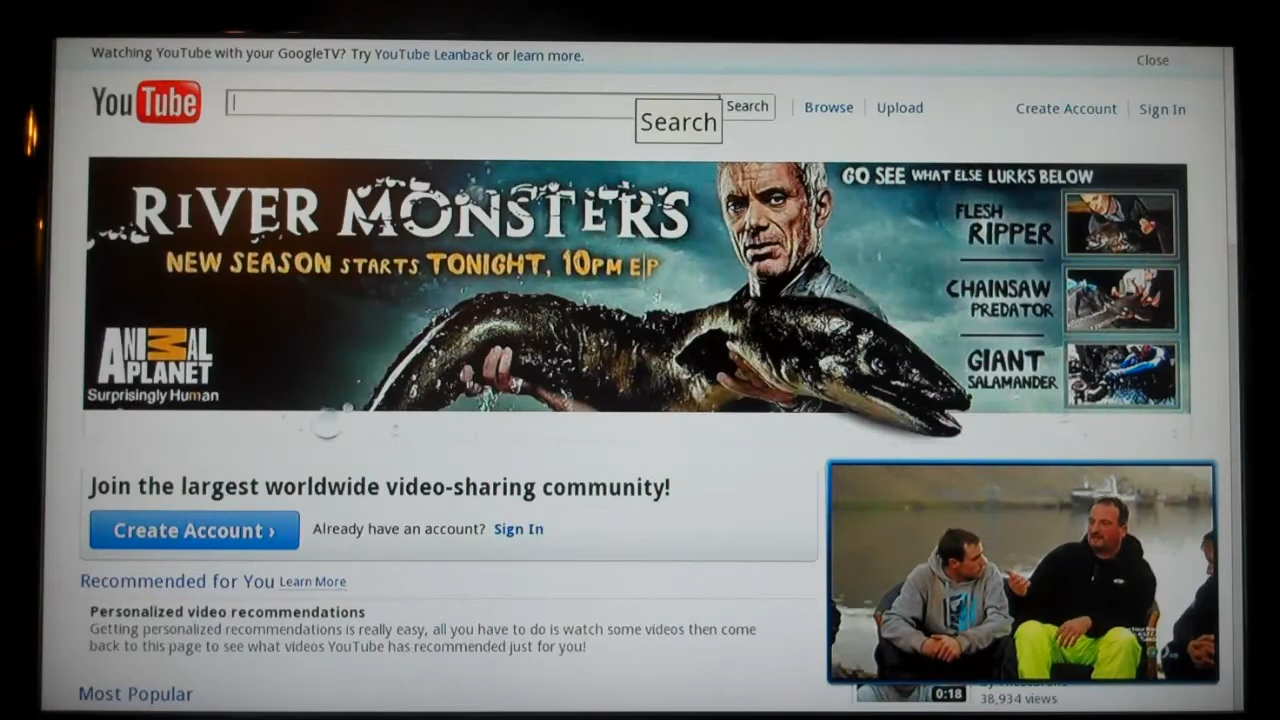 Watching YouTube with your GoogleTV? Try YouTube Leanback or learn more.
Close
YouTube
Search
Browse
Upload
Create Account
Sign In
Search
RIVER MONSTERS
NEW SEASON STARTS TONIGHT, 10PM E|P
GO SEE WHAT ELSE LURKS BELOW
FLESH
RIPPER
CHAINSAW
PREDATOR
GIANT
SALAMANDER
ANIMAL
PLANET
Surprisingly Human
Join the largest worldwide video-sharing community!
Create Account ›
Already have an account? Sign In
Recommended for You Learn More
Personalized video recommendations
Getting personalized recommendations is really easy, all you have to do is watch some videos then come
back to this page to see what videos YouTube has recommended just for you!
Most Popular
0:18
38,934 views